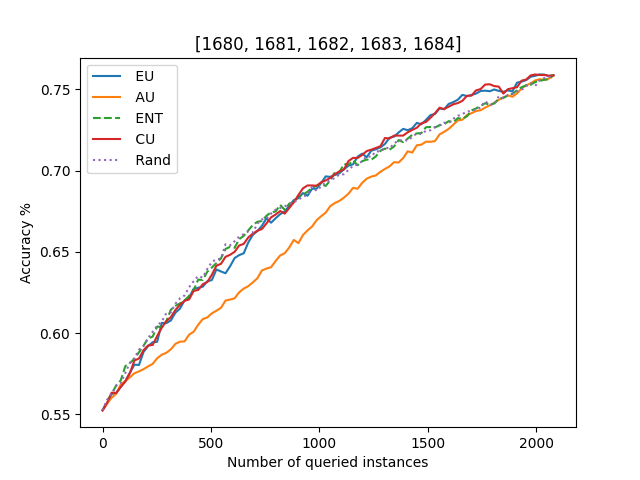 [1680, 1681, 1682, 1683, 1684]
EU
AU
ENT
CU
Rand
Accuracy %
0.75
0.70
0.65
0.60
0.55
0 500 1000 1500 2000
Number of queried instances